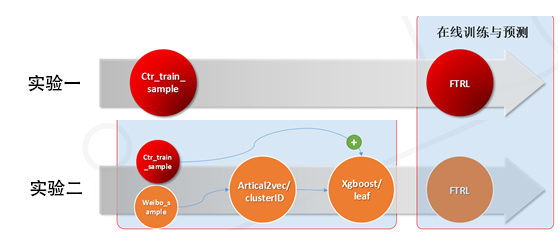 在线训练与预测
实验一
Ctr_train_
sample
FTRL
实验二
Ctr_train
_sample
+
Weibo_s
ample
Artical2vec/
clusterID
Xgboost/
leaf
FTRL